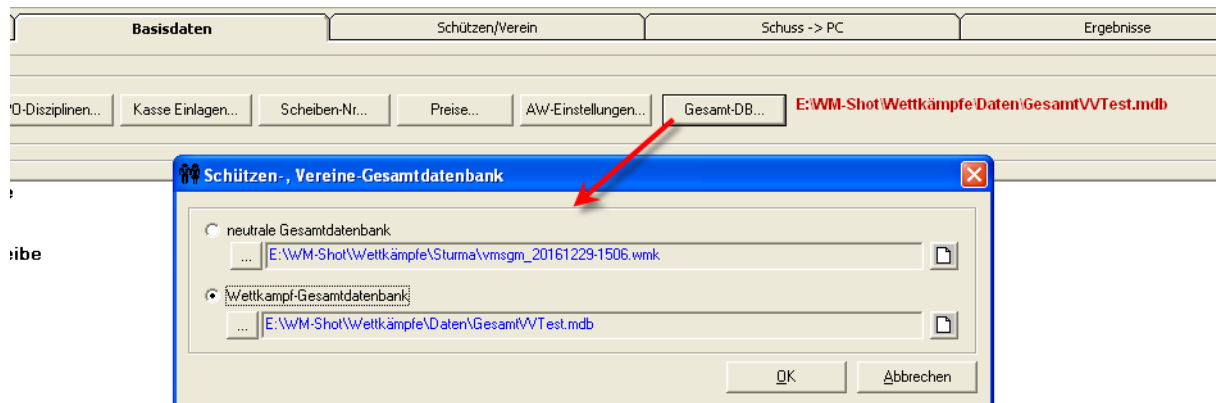 Basisdaten Schützen/Verein Schuss -> PC Ergebnisse
PO-Disziplinen... Kasse Einlagen... Scheiben-Nr... Preise... AW-Einstellungen... Gesamt-DB... E:\WM-Shot\Wettkämpfe\Daten\GesamtVVTest.mdb
Schützen-, Vereine-Gesamtdatenbank
neutrale Gesamtdatenbank
eibe
... E:\WM-Shot\Wettkämpfe\Sturma\vmsgm_20161229-1506.wmk
Wettkampf-Gesamtdatenbank
... E:\WM-Shot\Wettkämpfe\Daten\GesamtVVTest.mdb
OK Abbrechen